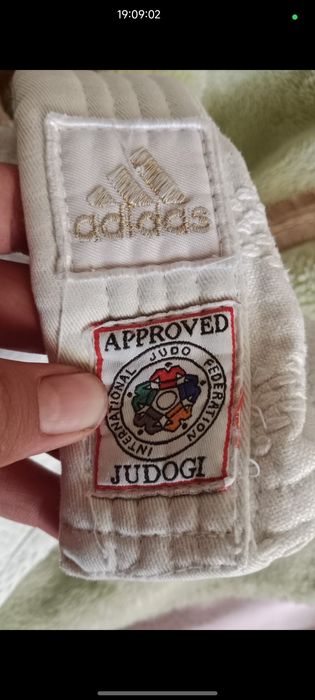 19:09:02
adidas
APPROVED
INTERNATIONAL JUDO FEDERATION
JUDOGI